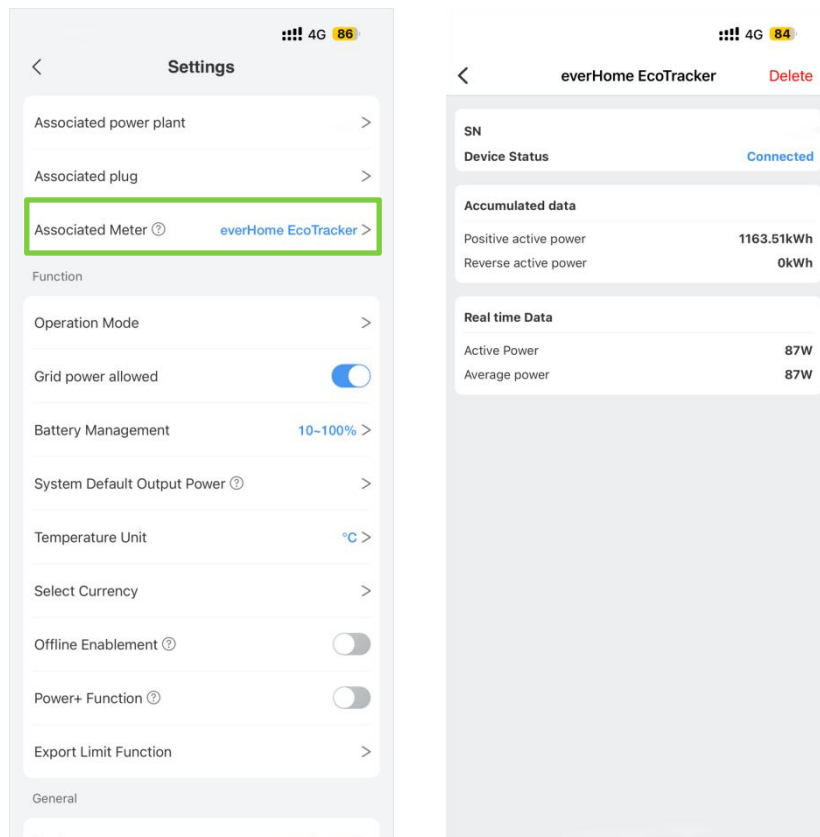 4G 86
Settings
Associated power plant
Associated plug
Associated Meter ? everHome EcoTracker
Function
Operation Mode
Grid power allowed
Battery Management 10~100%
System Default Output Power ?
Temperature Unit °C
Select Currency
Offline Enablement ?
Power+ Function ?
Export Limit Function
General
4G 84
everHome EcoTracker Delete
SN
Device Status Connected
Accumulated data
Positive active power 1163.51kWh
Reverse active power 0kWh
Real time Data
Active Power 87W
Average power 87W